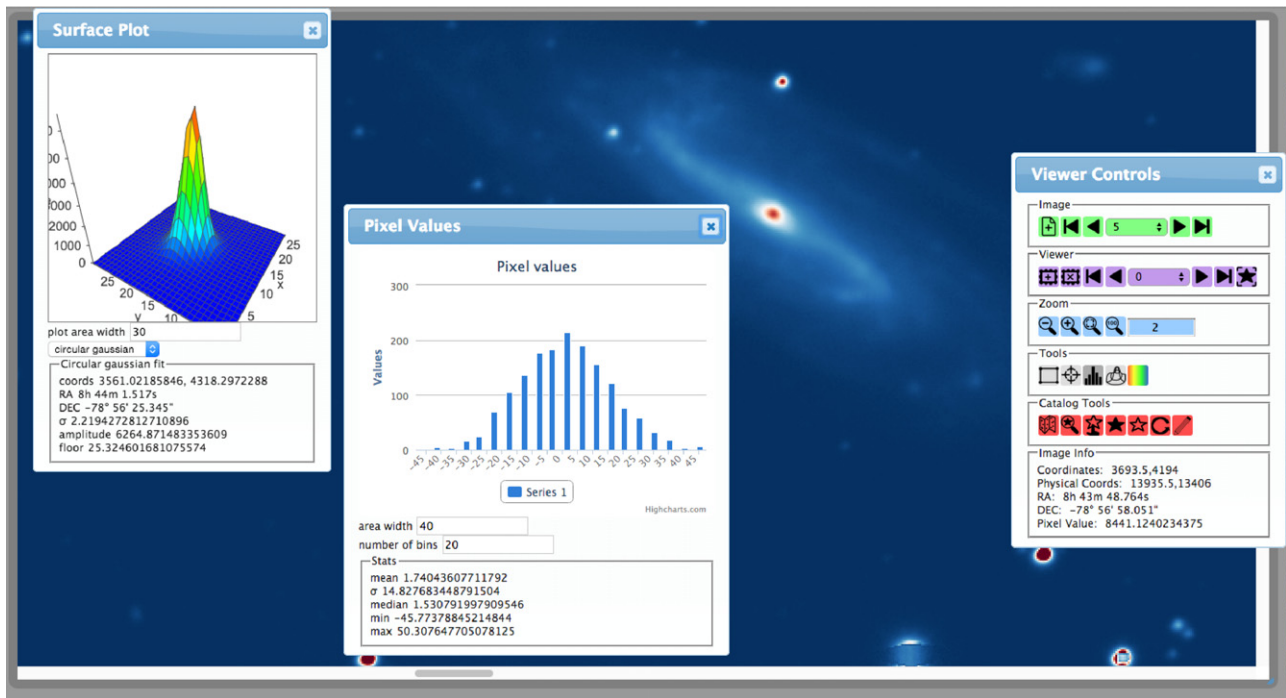 Surface Plot
000
2000
1000
0
25
20
15
10
y
25
20
15
10
x
5
plot area width 30
circular gaussian
Circular gaussian fit
coords 3561.02185846, 4318.2972288
RA 8h 44m 1.517s
DEC -78° 56' 25.345"
σ 2.2194272812710896
amplitude 6264.871483353609
floor 25.324601681075574
Pixel Values
Pixel values
300
200
100
0
Values
-45 -40 -35 -30 -25 -20 -15 -10 -5 0 5 10 15 20 25 30 35 40 45
Series 1
Highcharts.com
area width 40
number of bins 20
Stats
mean 1.74043607711792
σ 14.827683448791504
median 1.530791997909546
min -45.77378845214844
max 50.307647705078125
Viewer Controls
Image
5
Viewer
0
Zoom
100
2
Tools
Catalog Tools
Image Info
Coordinates: 3693.5,4194
Physical Coords: 13935.5,13406
RA: 8h 43m 48.764s
DEC: -78° 56' 58.051"
Pixel Value: 8441.1240234375